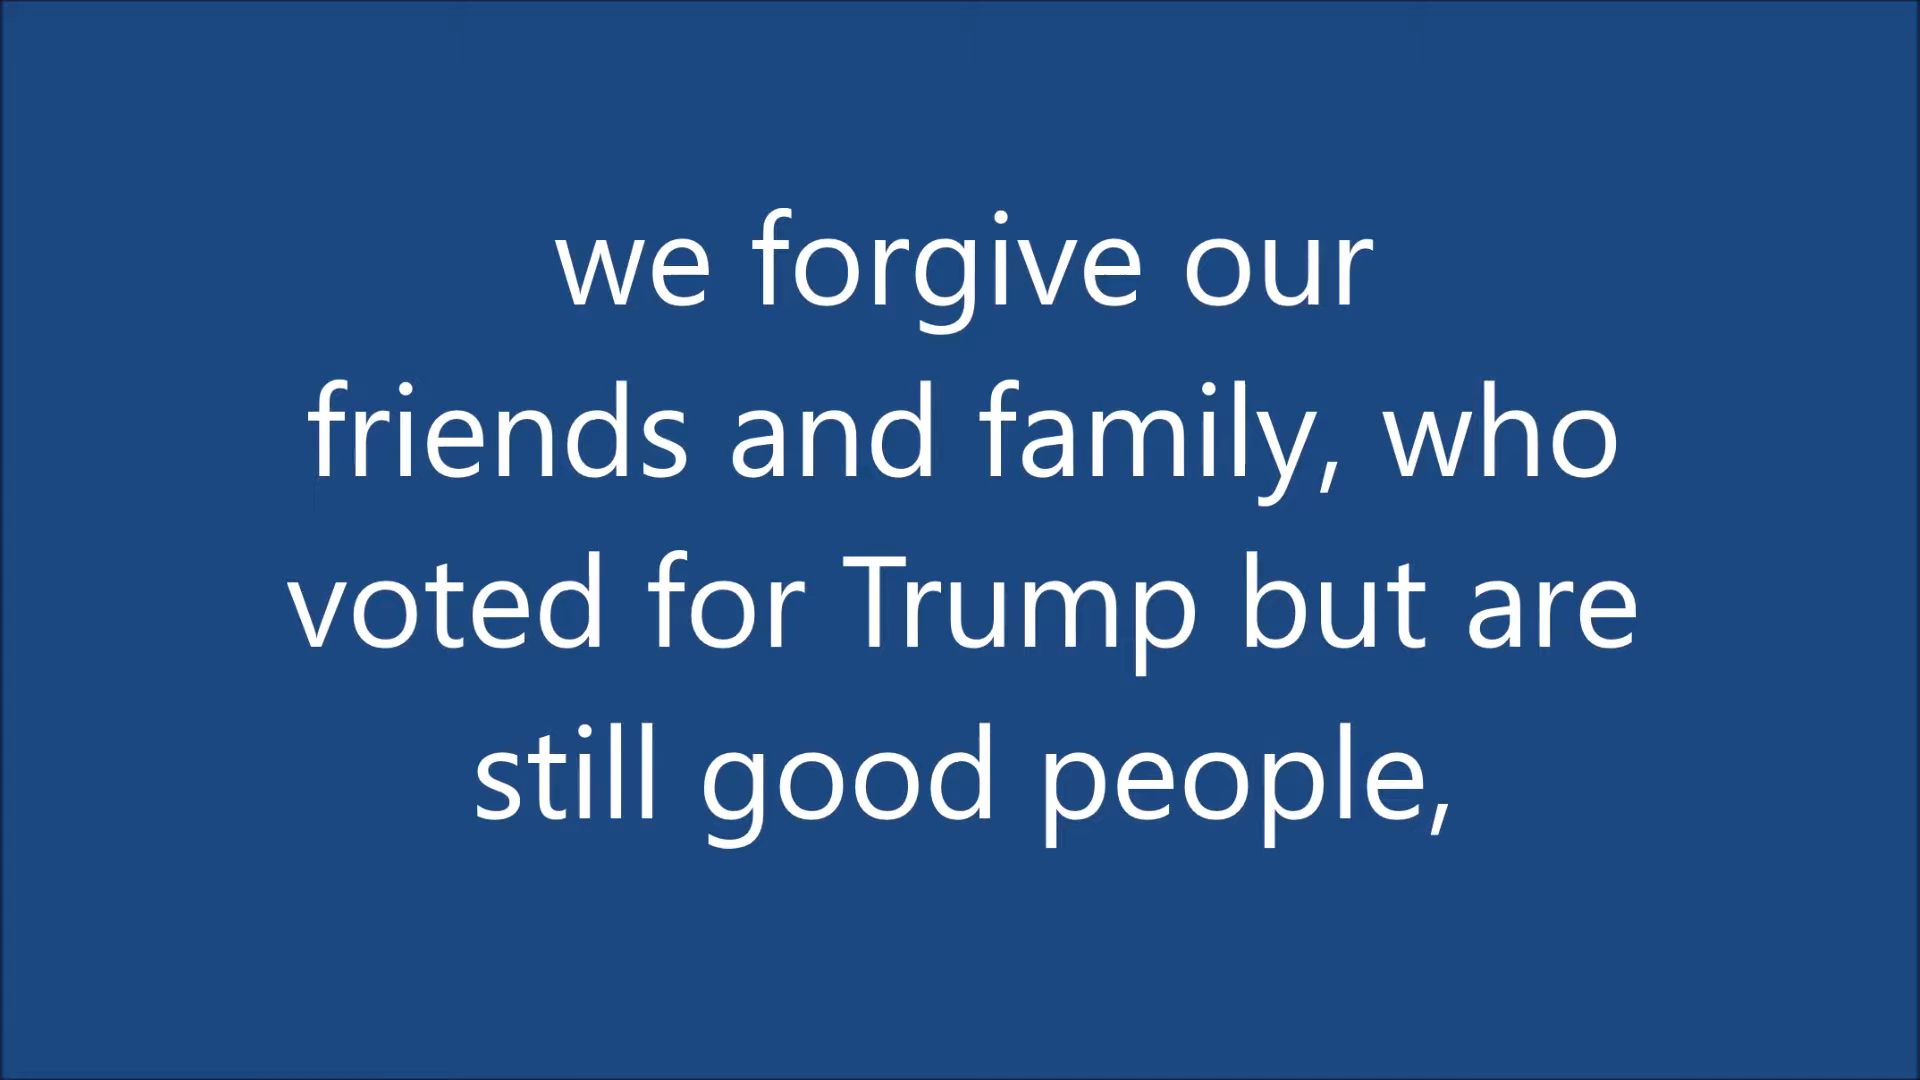 we forgive our
friends and family, who
voted for Trump but are
still good people,